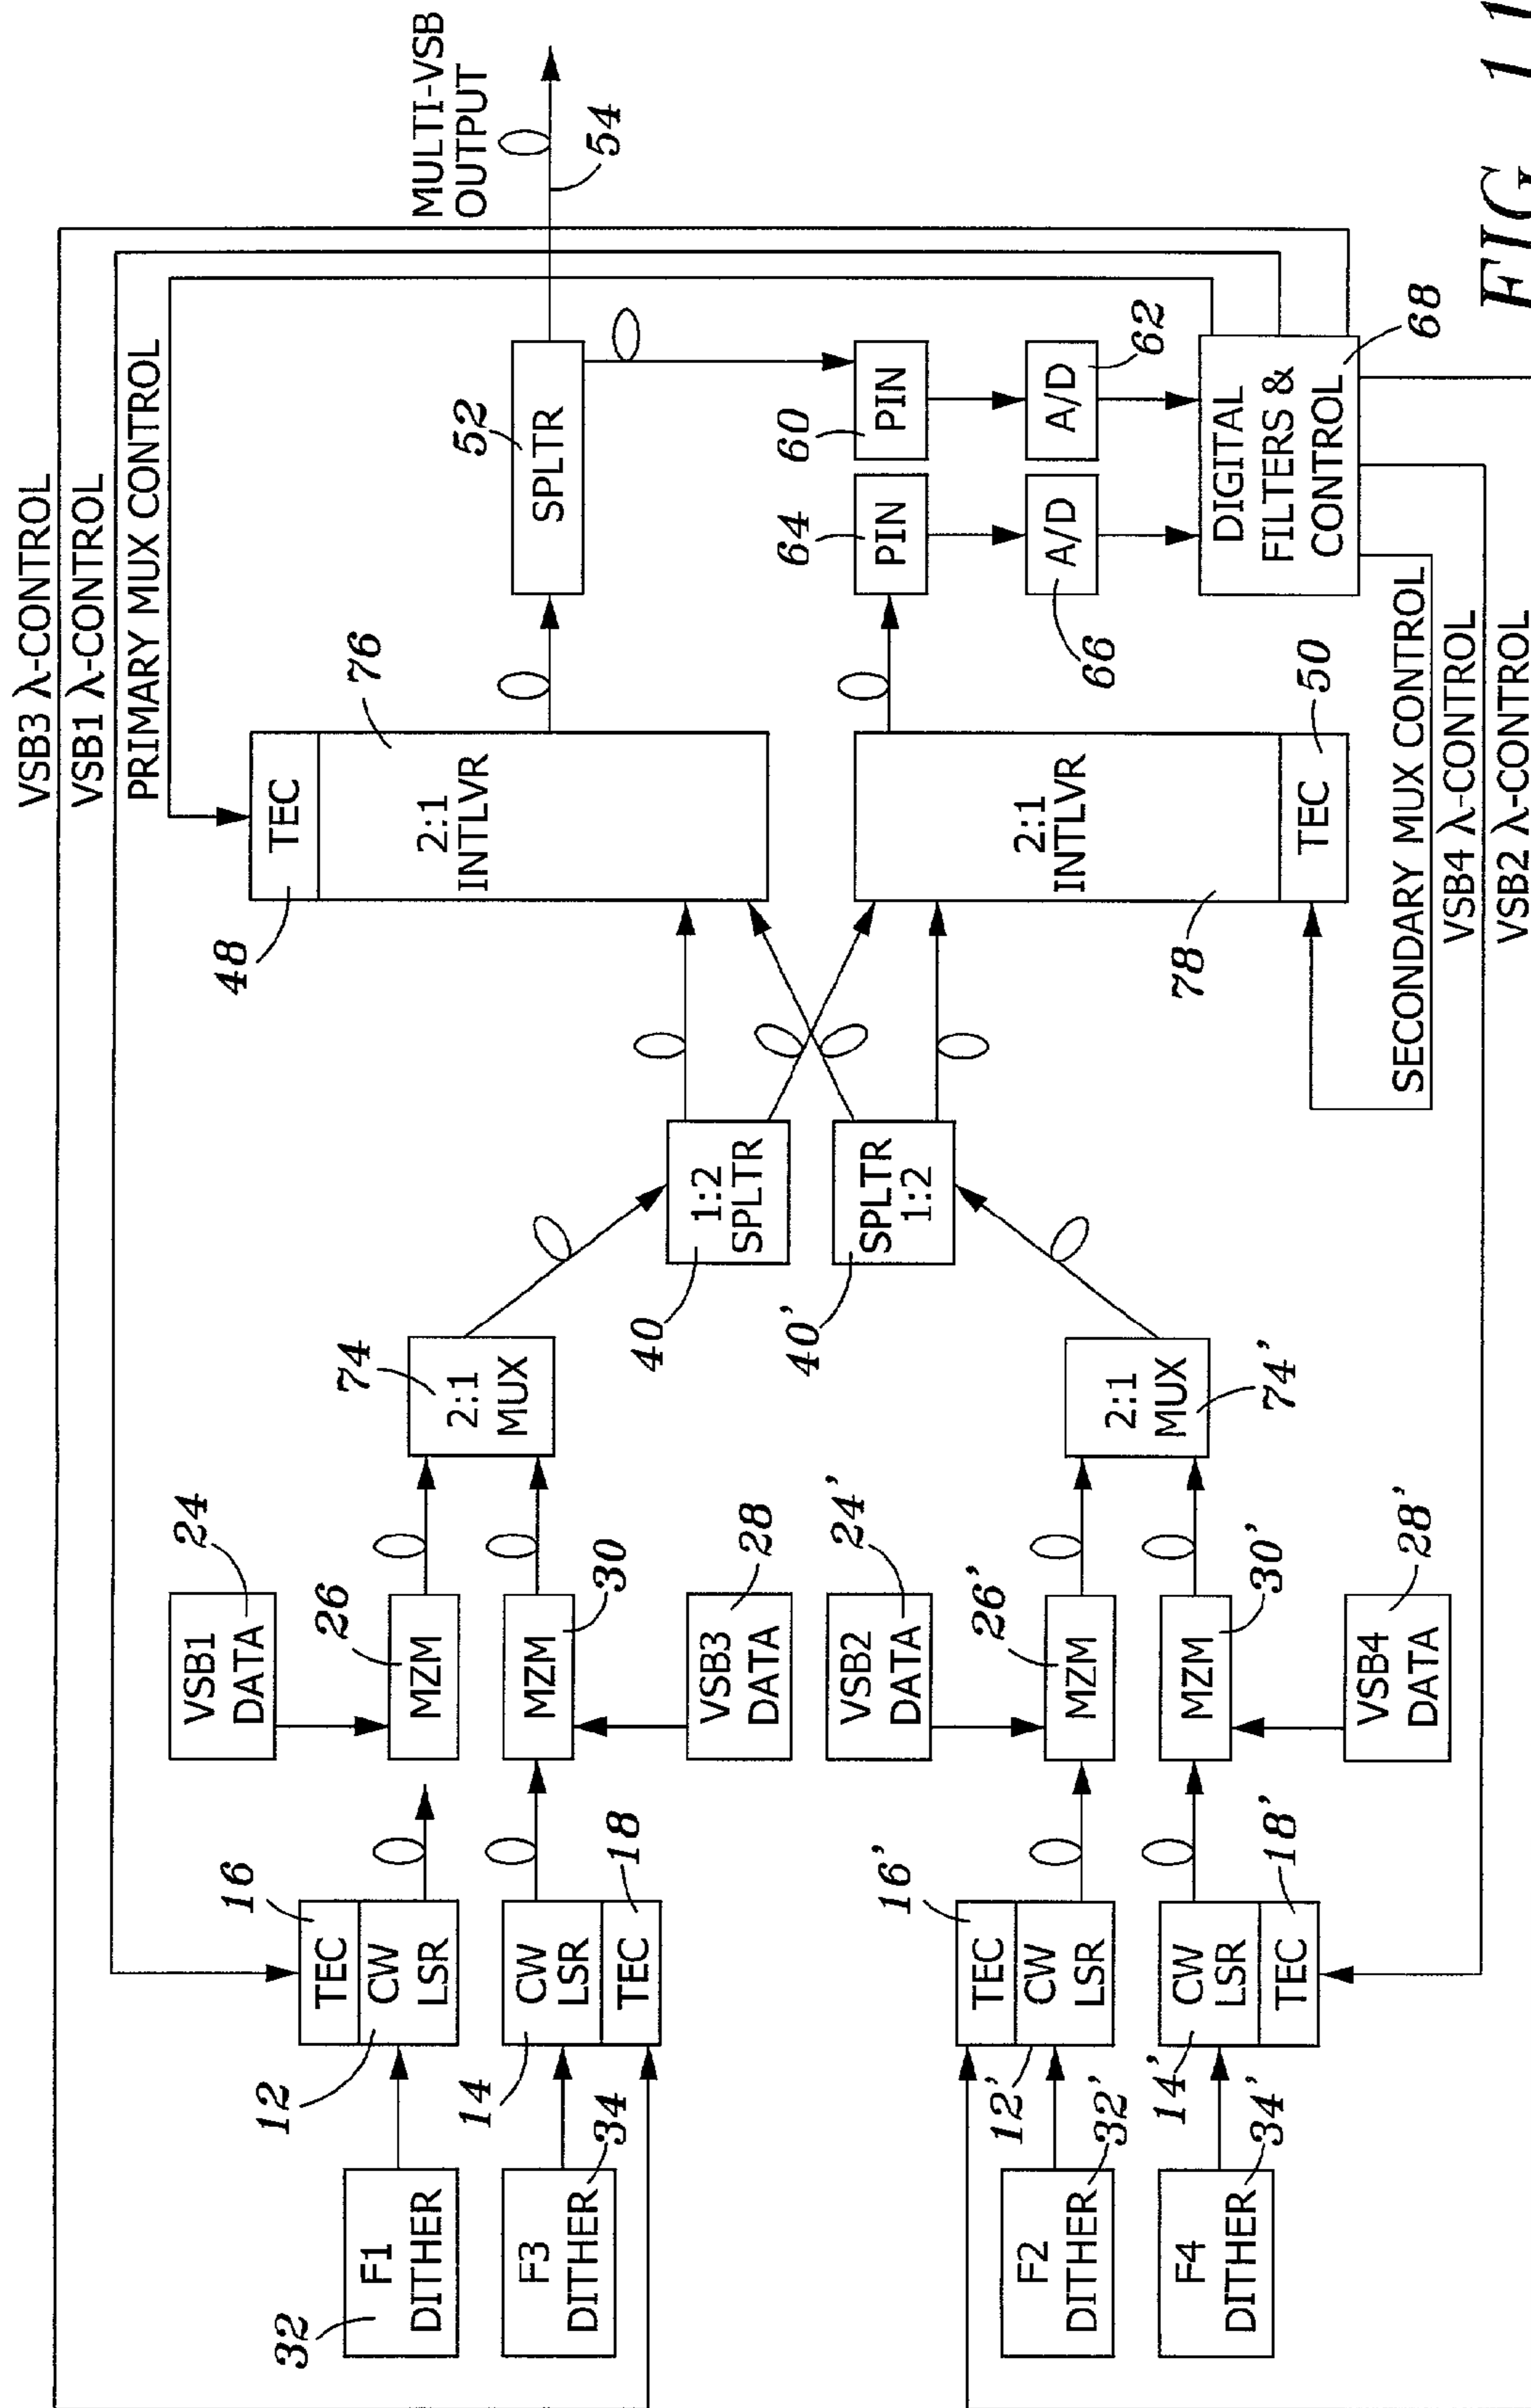 VSB3 λ-CONTROL
VSB1 λ-CONTROL
PRIMARY MUX CONTROL
MULTI-VSB
OUTPUT
54
52
SPLTR
76
48
TEC
2:1
INTLVR
64
PIN
60
PIN
66
A/D
62
A/D
DIGITAL
FILTERS &
CONTROL
68
2:1
INTLVR
TEC
50
78
SECONDARY MUX CONTROL
VSB4 λ-CONTROL
VSB2 λ-CONTROL
40
1:2
SPLTR
40'
SPLTR
1:2
74
2:1
MUX
74'
2:1
MUX
24
VSB1
DATA
26
MZM
30
MZM
28
VSB3
DATA
24'
VSB2
DATA
26'
MZM
30'
MZM
28'
VSB4
DATA
16
TEC
CW
LSR
12
18
CW
LSR
TEC
14
16'
TEC
CW
LSR
12'
18'
CW
LSR
TEC
14'
32
F1
DITHER
34
F3
DITHER
32'
F2
DITHER
34'
F4
DITHER
FIG. 11